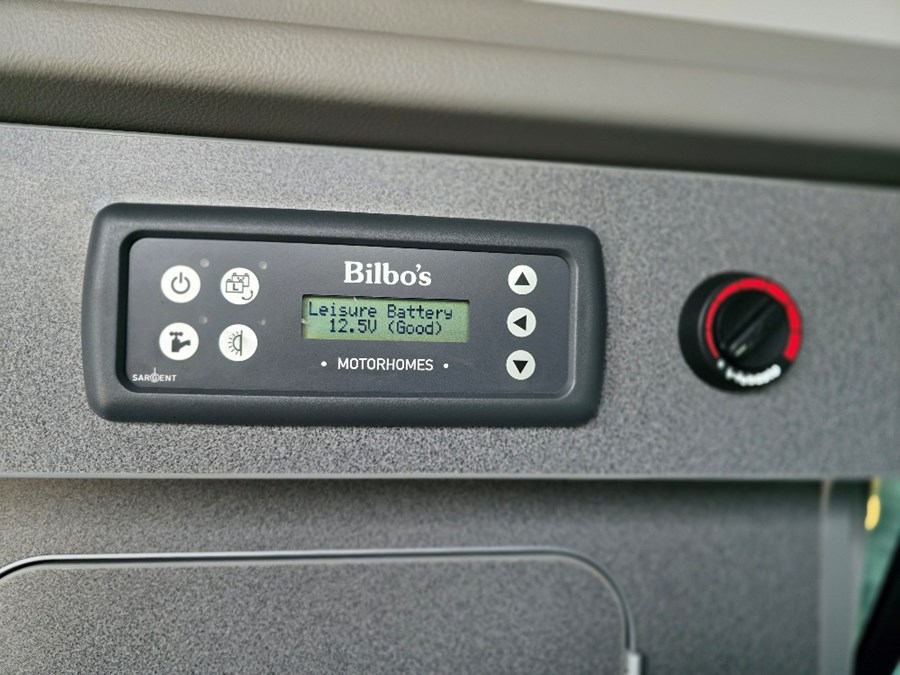 Bilbo's
Leisure Battery
12.5V (Good)
• MOTORHOMES •
SARGENT